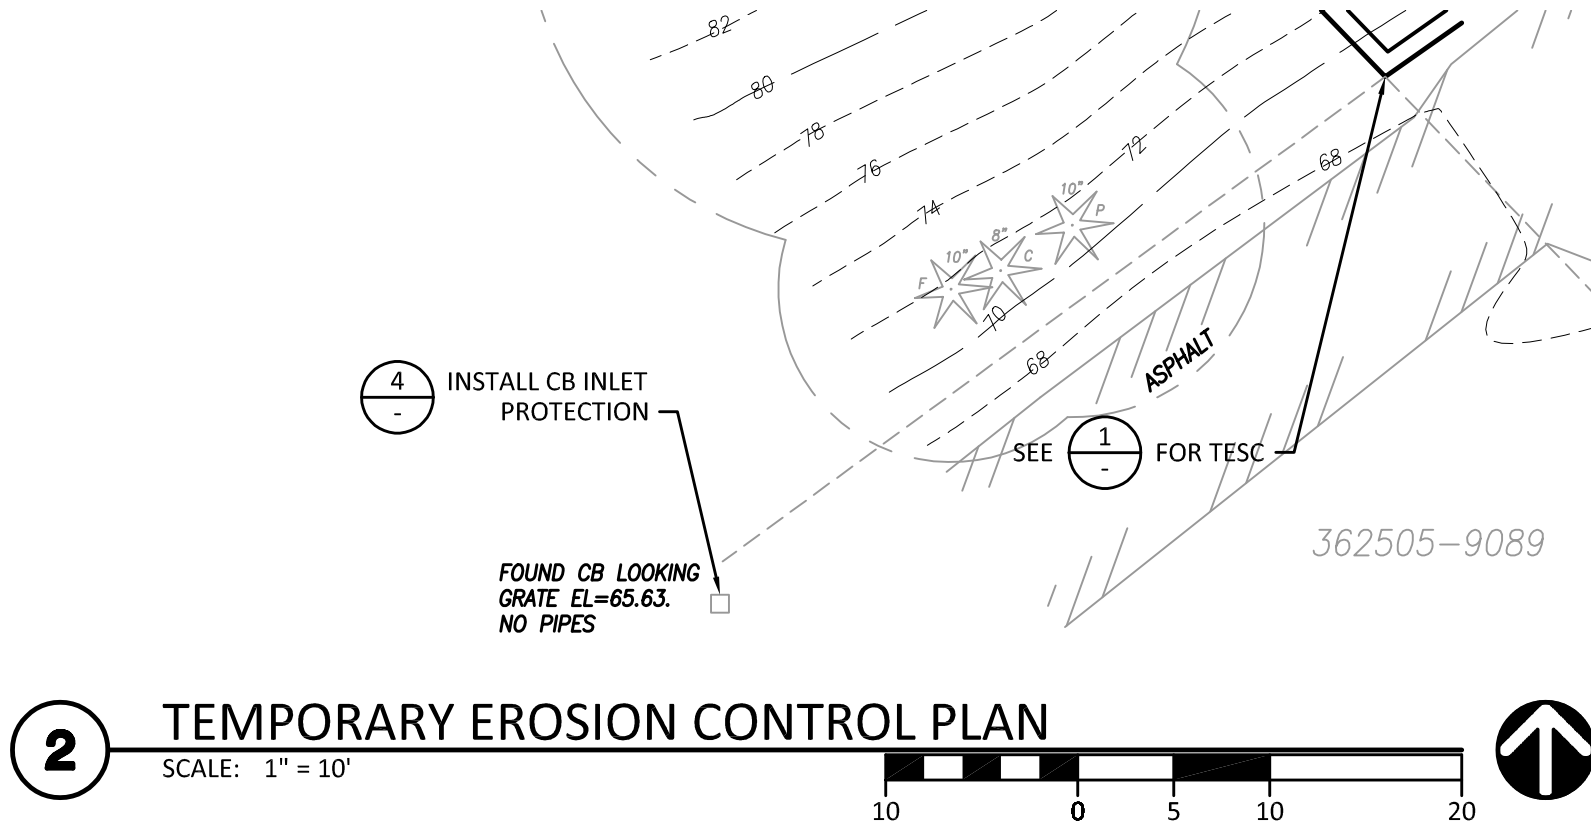 82
80
78
76
74
72
68
10"
P
8"
C
10"
F
70
68
ASPHALT
4
-
INSTALL CB INLET
PROTECTION
SEE
1
-
FOR TESC
362505-9089
FOUND CB LOOKING
GRATE EL=65.63.
NO PIPES
2
TEMPORARY EROSION CONTROL PLAN
SCALE: 1" = 10'
10 0 5 10 20